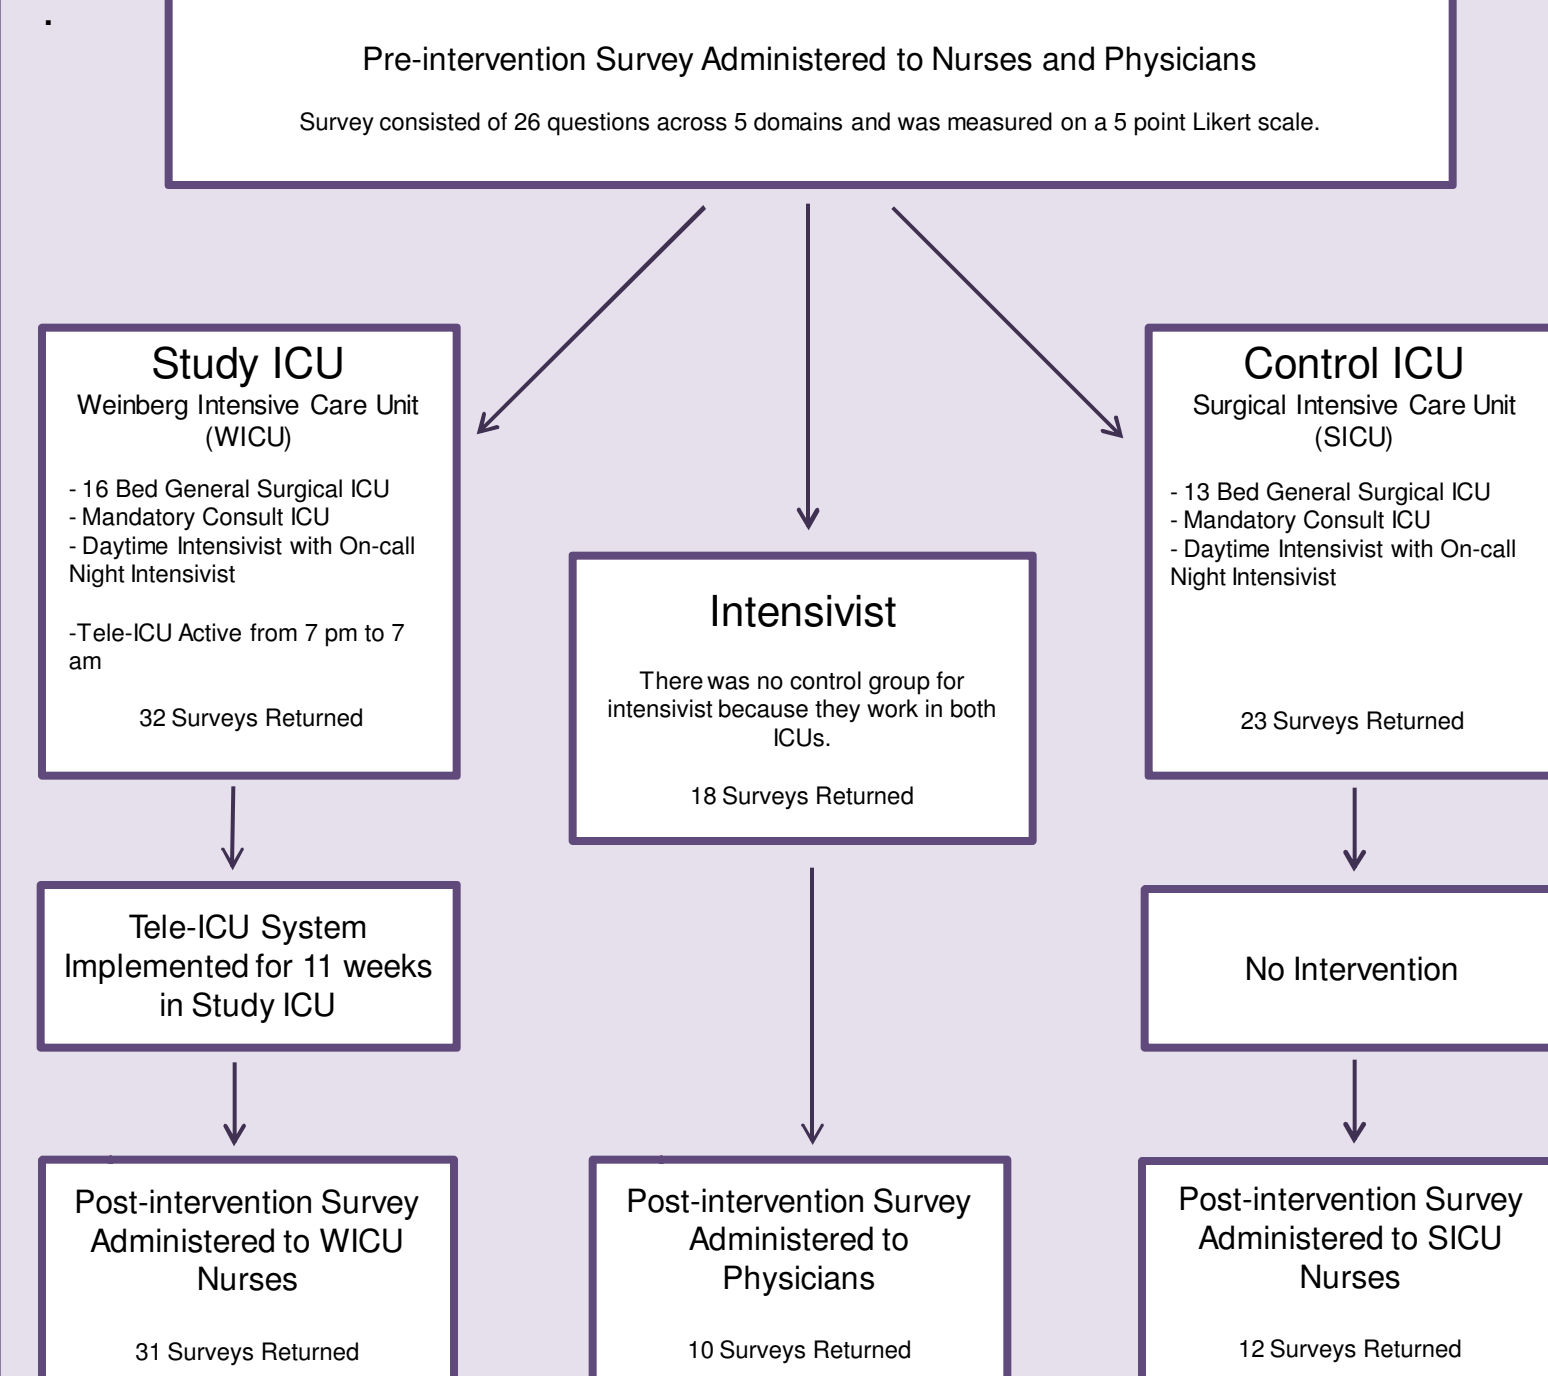 .
Pre-intervention Survey Administered to Nurses and Physicians
Survey consisted of 26 questions across 5 domains and was measured on a 5 point Likert scale.
Study ICU
Weinberg Intensive Care Unit
(WICU)
- 16 Bed General Surgical ICU
- Mandatory Consult ICU
- Daytime Intensivist with On-call
Night Intensivist
-Tele-ICU Active from 7 pm to 7
am
32 Surveys Returned
Intensivist
There was no control group for
intensivist because they work in both
ICUs.
18 Surveys Returned
Control ICU
Surgical Intensive Care Unit
(SICU)
- 13 Bed General Surgical ICU
- Mandatory Consult ICU
- Daytime Intensivist with On-call
Night Intensivist
23 Surveys Returned
Tele-ICU System
Implemented for 11 weeks
in Study ICU
No Intervention
Post-intervention Survey
Administered to WICU
Nurses
31 Surveys Returned
Post-intervention Survey
Administered to
Physicians
10 Surveys Returned
Post-intervention Survey
Administered to SICU
Nurses
12 Surveys Returned